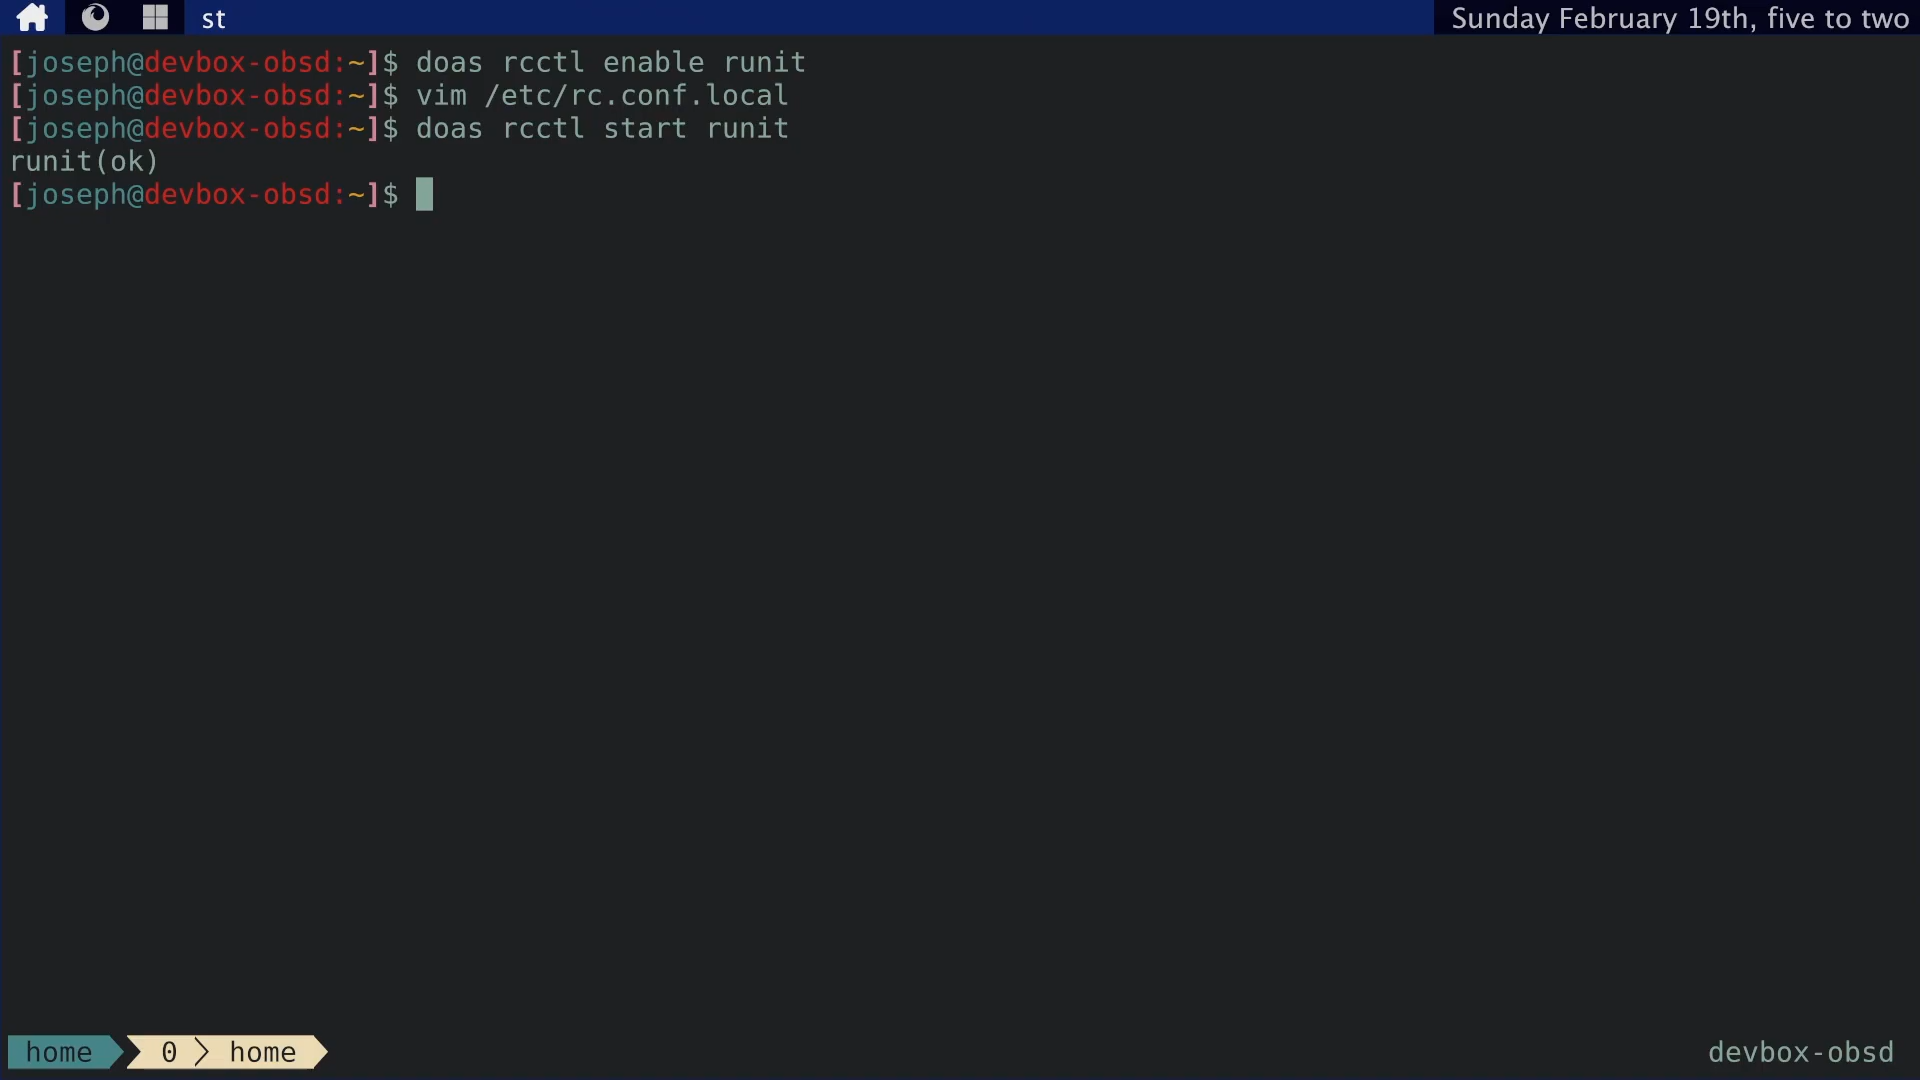 st
Sunday February 19th, five to two
[joseph@devbox-obsd:~]$ doas rcctl enable runit
[joseph@devbox-obsd:~]$ vim /etc/rc.conf.local
[joseph@devbox-obsd:~]$ doas rcctl start runit
runit(ok)
[joseph@devbox-obsd:~]$
home 0 home
devbox-obsd